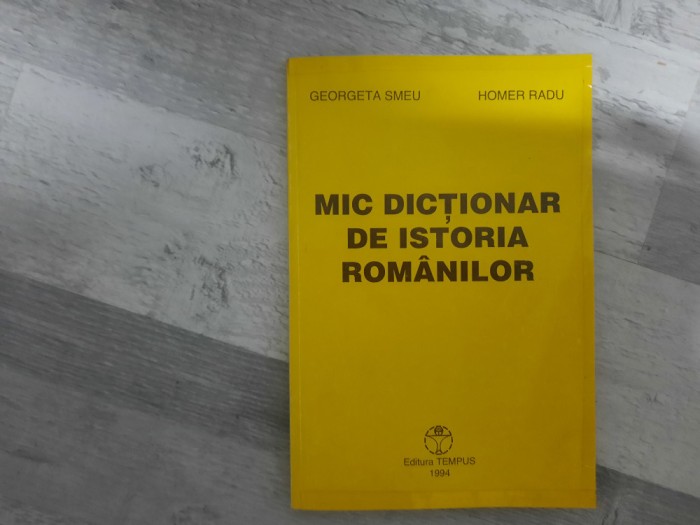 GEORGETA SMEU HOMER RADU
MIC DICȚIONAR
DE ISTORIA
ROMÂNILOR
Editura TEMPUS
1994